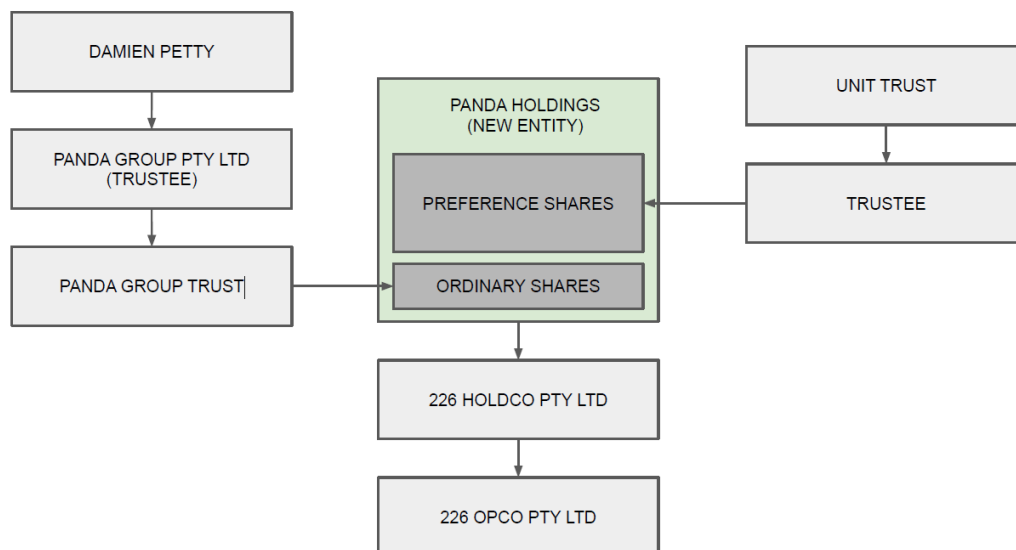 DAMIEN PETTY
PANDA GROUP PTY LTD
(TRUSTEE)
PANDA GROUP TRUST
PANDA HOLDINGS
(NEW ENTITY)
PREFERENCE SHARES
ORDINARY SHARES
226 HOLDCO PTY LTD
226 OPCO PTY LTD
UNIT TRUST
TRUSTEE